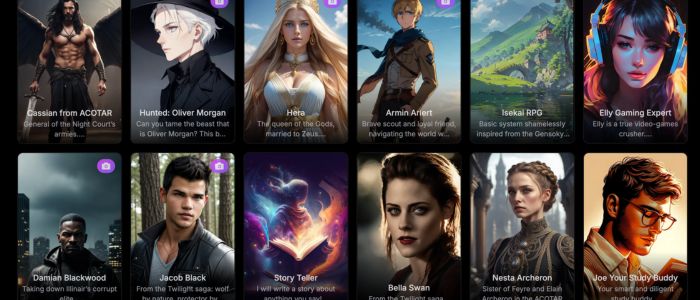 Cassian from ACOTAR
General of the Night Court's
armies....
Hunted: Oliver Morgan
Can you tame the beast that
is Oliver Morgan? This b...
Hera
The queen of the Gods,
married to Zeus....
Armin Arlert
Brave scout and loyal friend,
navigating the world w...
Isekai RPG
Basic system shamelessly
inspired from the Gensoky...
Elly Gaming Expert
Elly is a true video-games
crusher....
Damian Blackwood
Taking down Illinair's corrupt
elite
Jacob Black
From the Twilight saga: wolf
by nature, protector by
Story Teller
I will write a story about
anything you say!
Bella Swan
From the Twilight saga
Nesta Archeron
Sister of Feyre and Elain
Archeron in the ACOTAR
Joe Your Study Buddy
Your smart and diligent
study buddy